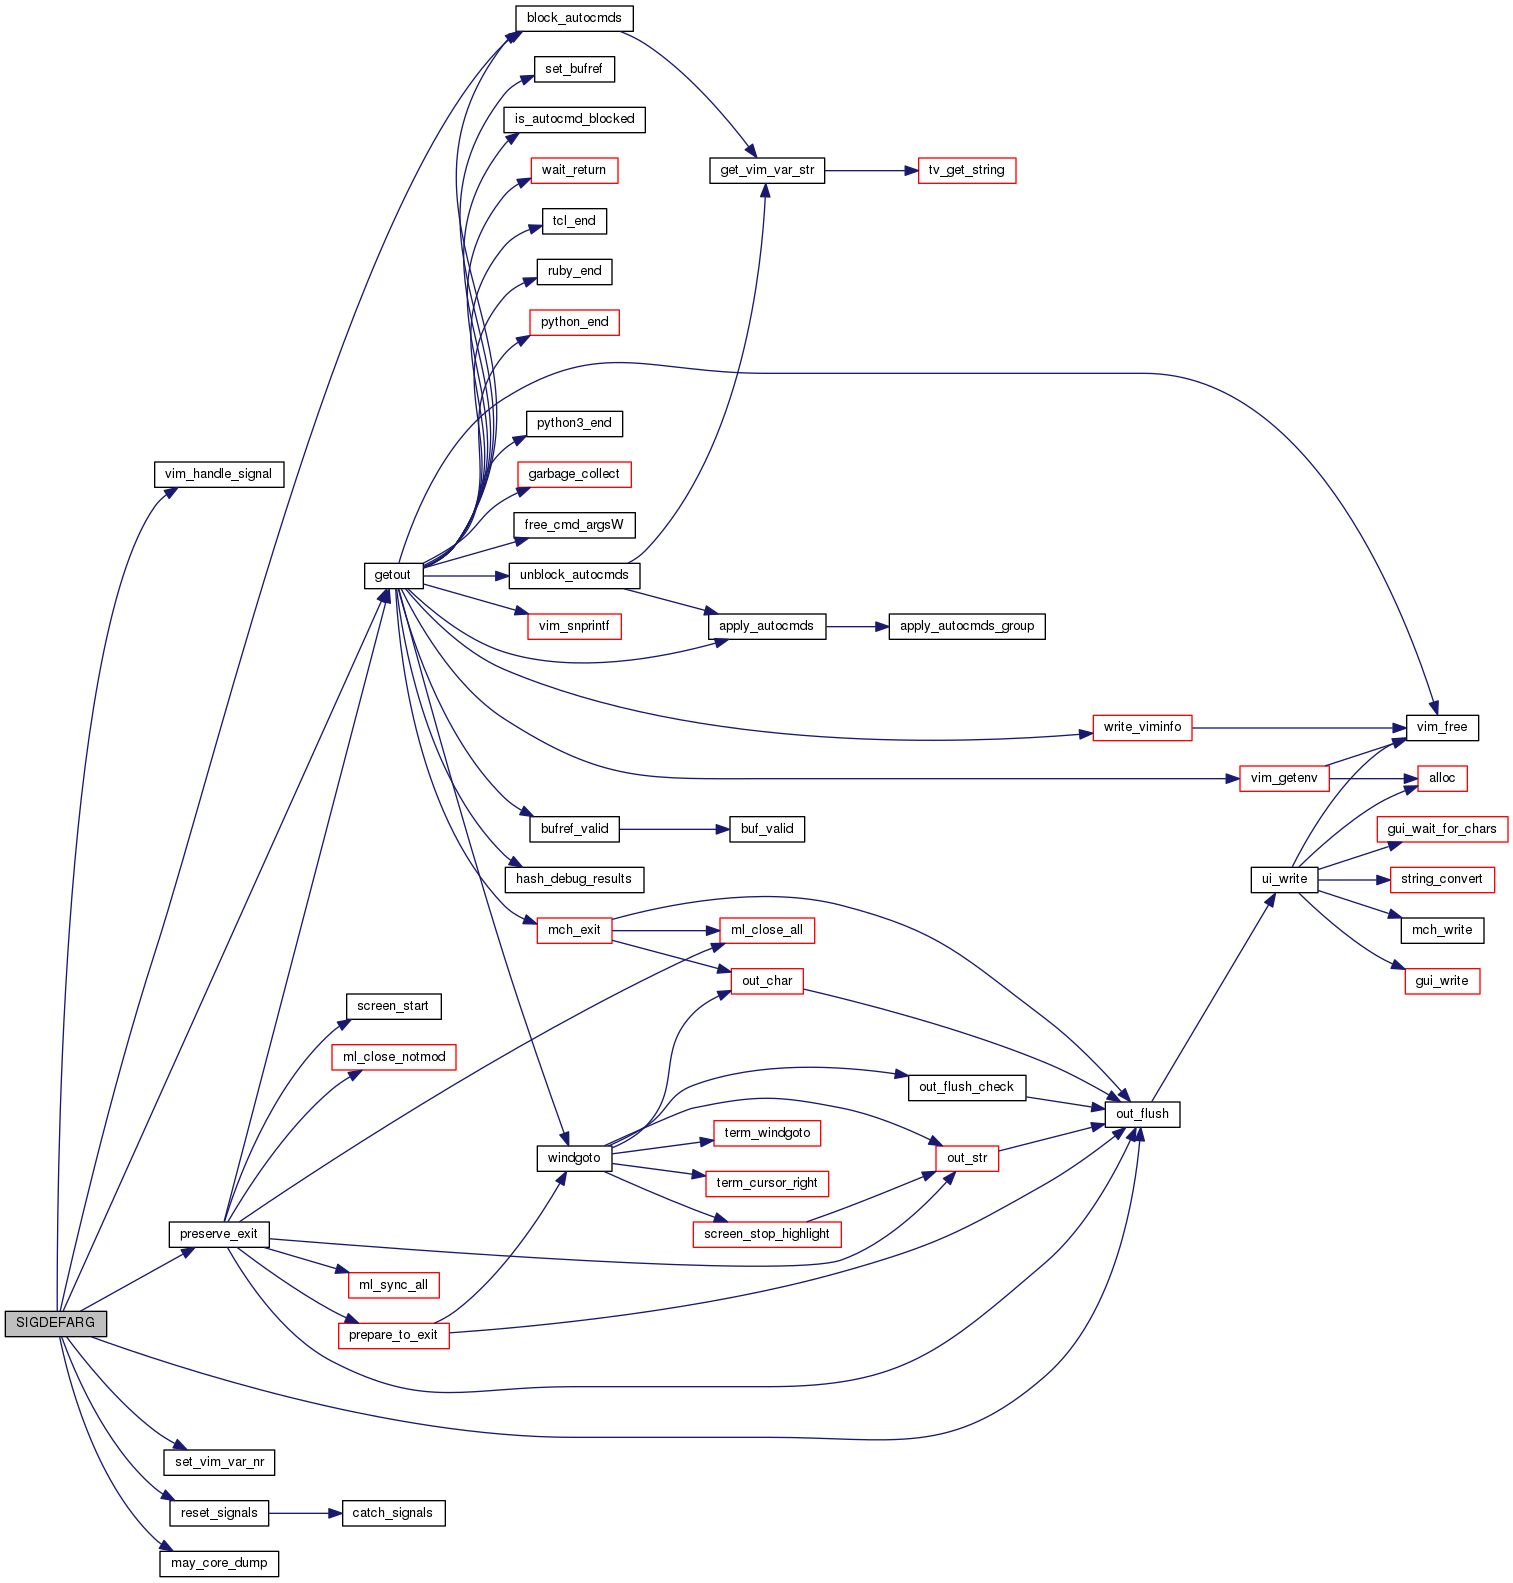 block_autocmds
set_bufref
is_autocmd_blocked
wait_return
get_vim_var_str
tv_get_string
tcl_end
ruby_end
python_end
python3_end
vim_handle_signal
garbage_collect
free_cmd_argsW
getout
unblock_autocmds
vim_snprintf
apply_autocmds
apply_autocmds_group
write_viminfo
vim_free
vim_getenv
alloc
bufref_valid
buf_valid
gui_wait_for_chars
hash_debug_results
ui_write
string_convert
mch_exit
ml_close_all
mch_write
out_char
gui_write
screen_start
ml_close_notmod
out_flush_check
out_flush
term_windgoto
windgoto
out_str
term_cursor_right
preserve_exit
screen_stop_highlight
ml_sync_all
SIGDEFARG
prepare_to_exit
set_vim_var_nr
reset_signals
catch_signals
may_core_dump